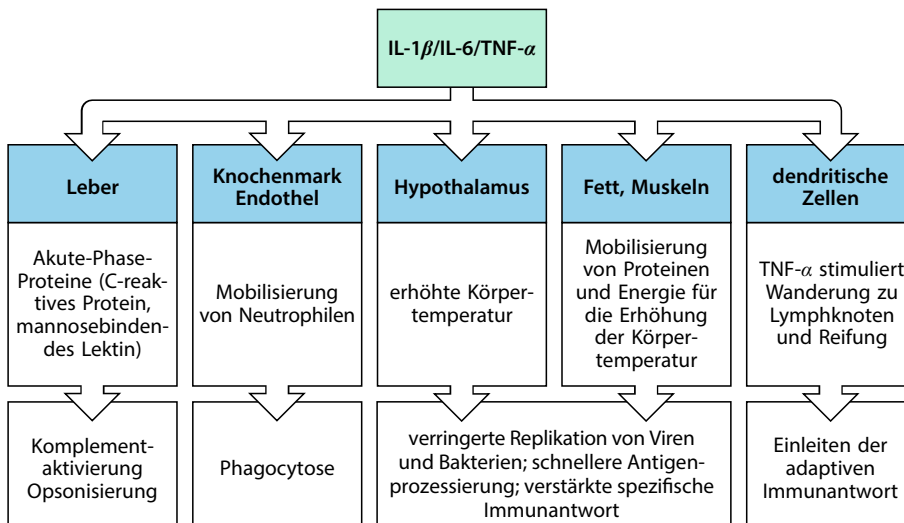 IL-1β/IL-6/TNF-α
Leber
Knochenmark
Endothel
Hypothalamus
Fett, Muskeln
dendritische
Zellen
Akute-Phase-
Proteine (C-reak-
tives Protein,
mannosebinden-
des Lektin)
Mobilisierung
von Neutrophilen
erhöhte Körper-
temperatur
Mobilisierung
von Proteinen
und Energie für
die Erhöhung
der Körper-
temperatur
TNF-α stimuliert
Wanderung zu
Lymphknoten
und Reifung
Komplement-
aktivierung
Opsonisierung
Phagocytose
verringerte Replikation von Viren
und Bakterien; schnellere Antigen-
prozessierung; verstärkte spezifische
Immunantwort
Einleiten der
adaptiven
Immunantwort